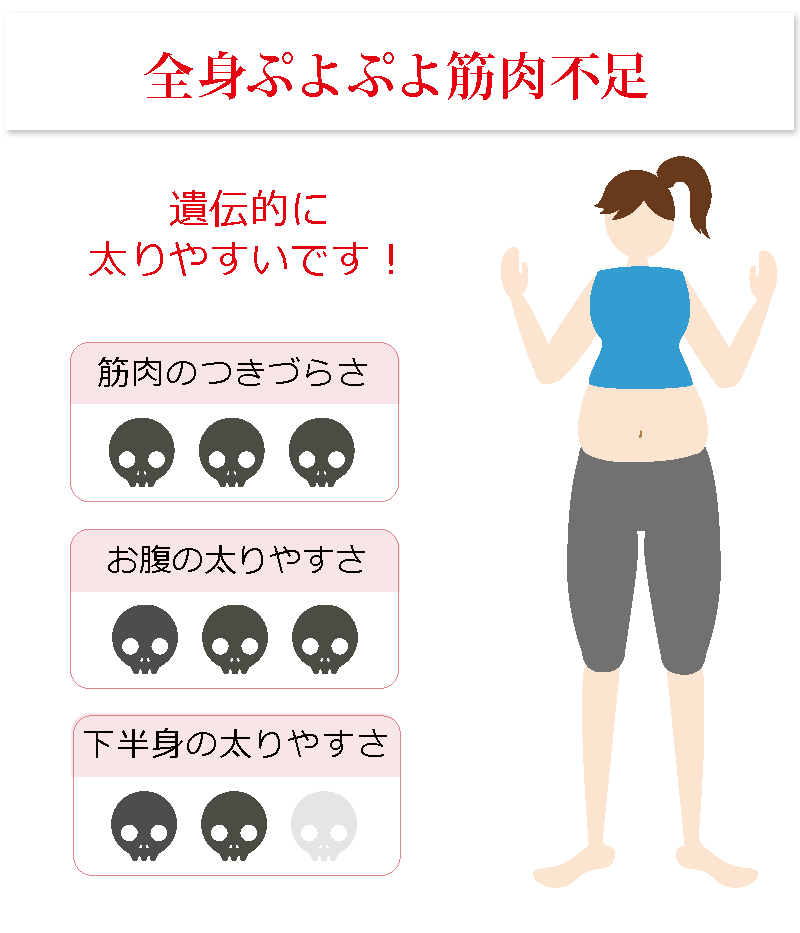 全身ぷよぷよ筋肉不足
遺伝的に
太りやすいです！
筋肉のつきづらさ
お腹の太りやすさ
下半身の太りやすさ